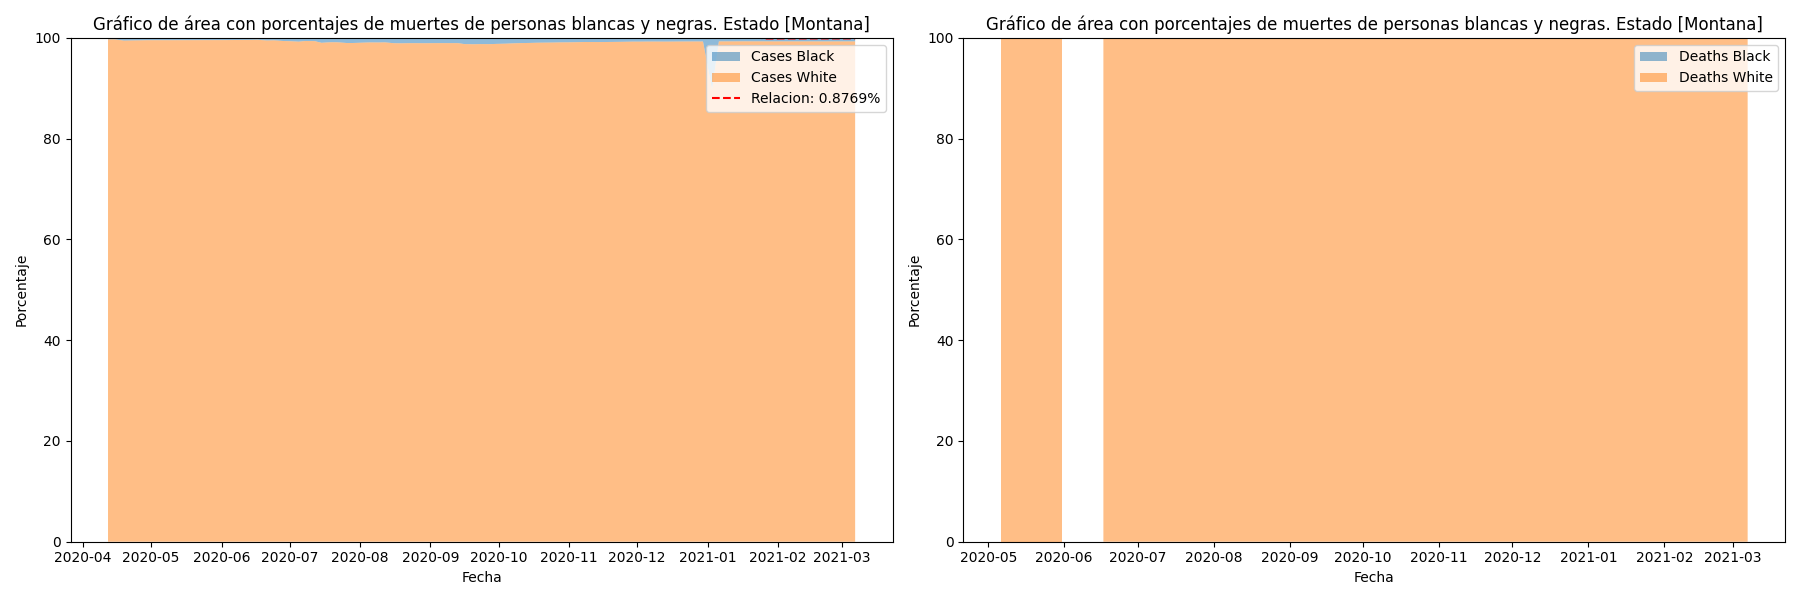 Gráfico de área con porcentajes de muertes de personas blancas y negras. Estado [Montana]
100
80
60
40
20
0
Porcentaje
Cases Black
Cases White
Relacion: 0.8769%
2020-04 2020-05 2020-06 2020-07 2020-08 2020-09 2020-10 2020-11 2020-12 2021-01 2021-02 2021-03
Fecha
Gráfico de área con porcentajes de muertes de personas blancas y negras. Estado [Montana]
100
80
60
40
20
0
Porcentaje
Deaths Black
Deaths White
2020-05 2020-06 2020-07 2020-08 2020-09 2020-10 2020-11 2020-12 2021-01 2021-02 2021-03
Fecha